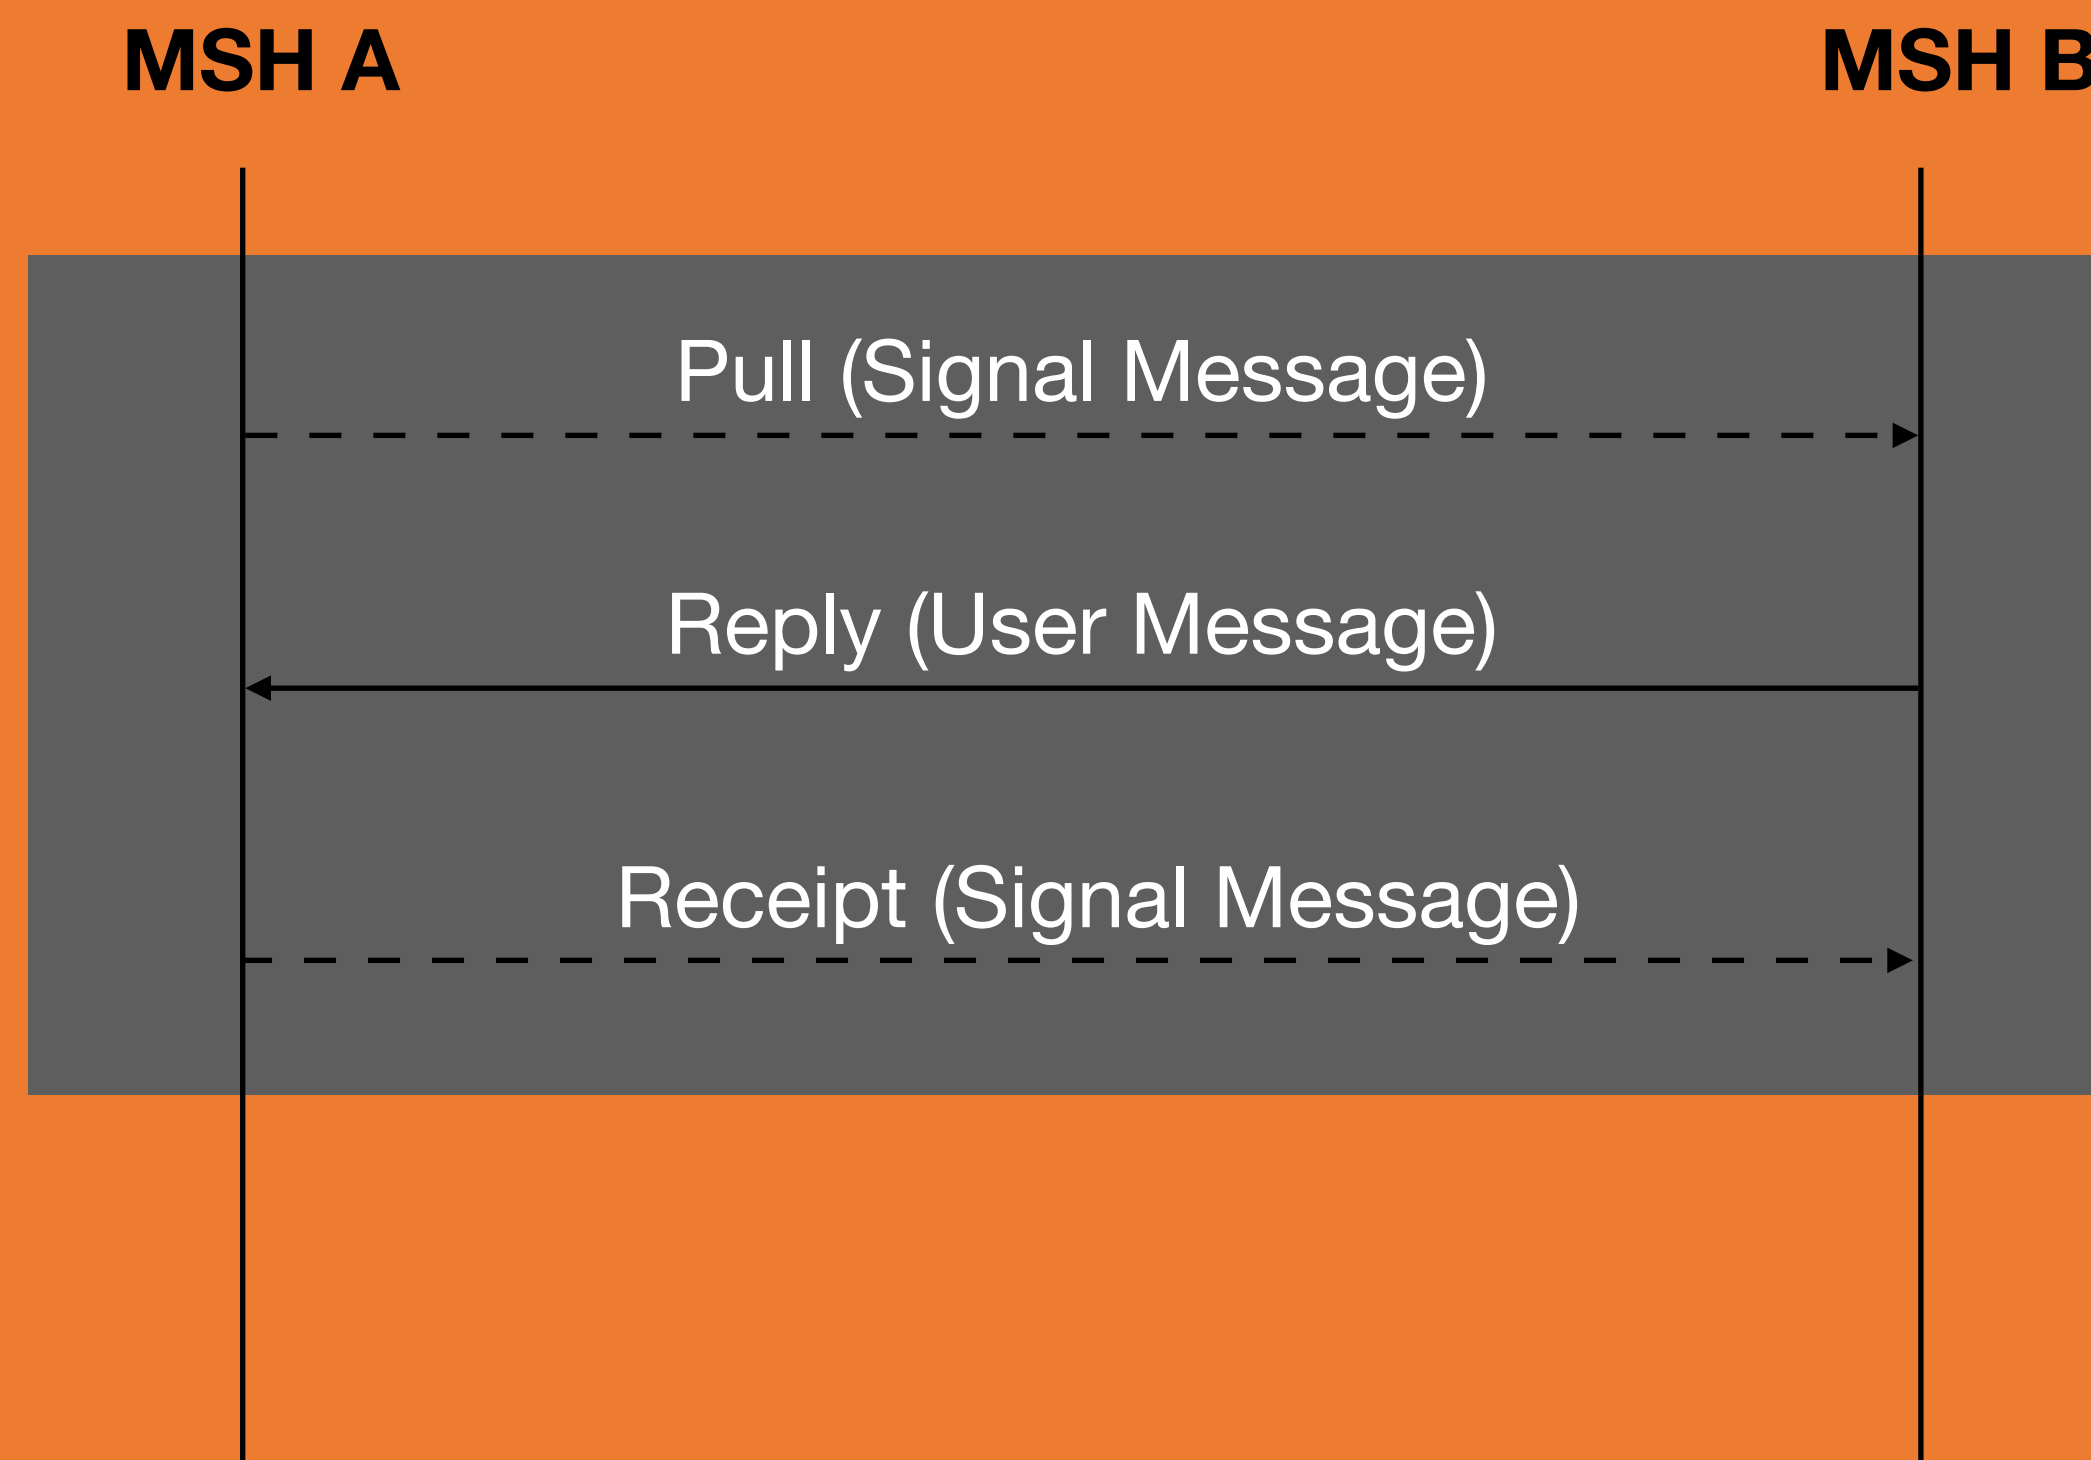 MSH A
MSH B
Pull (Signal Message)
Reply (User Message)
Receipt (Signal Message)